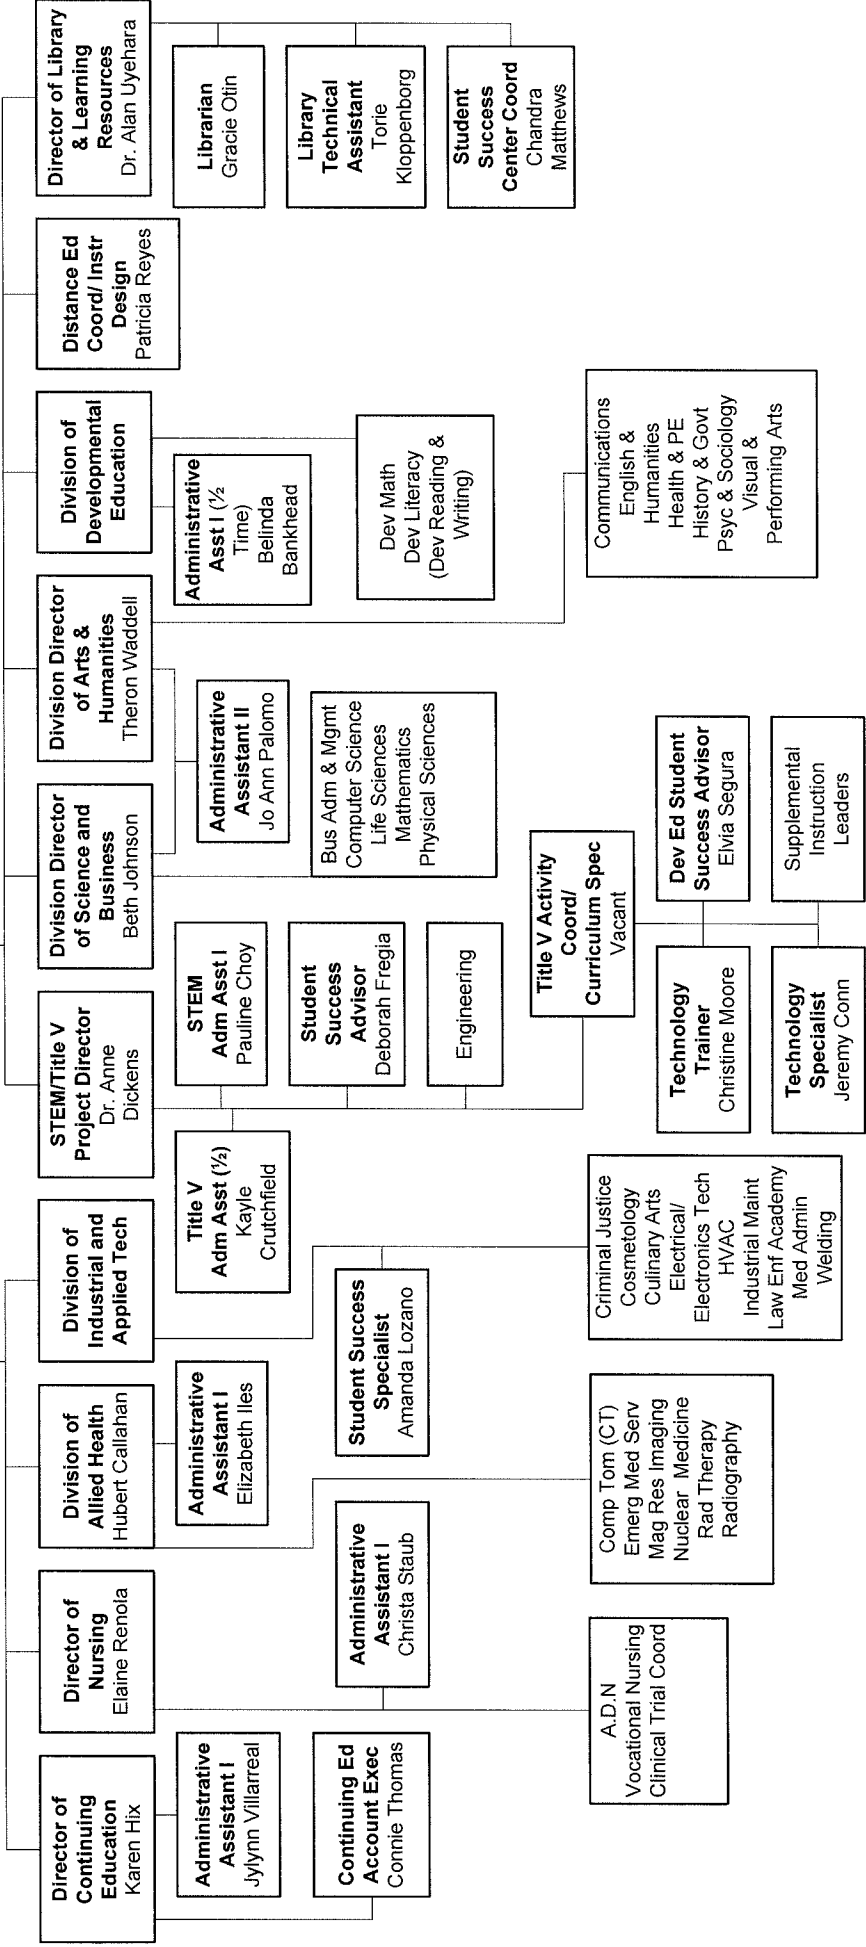 Director of
Continuing
Education
Karen Hix
Administrative
Assistant I
Jylynn Villarreal
Continuing Ed
Account Exec
Connie Thomas
Director of
Nursing
Elaine Renola
Administrative
Assistant I
Christa Staub
A.D.N
Vocational Nursing
Clinical Trial Coord
Division of
Allied Health
Hubert Callahan
Administrative
Assistant I
Elizabeth Iles
Comp Tom (CT)
Emerg Med Serv
Mag Res Imaging
Nuclear Medicine
Rad Therapy
Radiography
Division of
Industrial and
Applied Tech
Student Success
Specialist
Amanda Lozano
Criminal Justice
Cosmetology
Culinary Arts
Electrical/
Electronics Tech
HVAC
Industrial Maint
Law Enf Academy
Med Admin
Welding
STEM/Title V
Project Director
Dr. Anne
Dickens
Title V
Adm Asst (½)
Kayle
Crutchfield
STEM
Adm Asst I
Pauline Choy
Student
Success
Advisor
Deborah Fregia
Engineering
Title V Activity
Coord/
Curriculum Spec
Vacant
Technology
Trainer
Christine Moore
Dev Ed Student
Success Advisor
Elvia Segura
Technology
Specialist
Jeremy Conn
Supplemental
Instruction
Leaders
Division Director
of Science and
Business
Beth Johnson
Administrative
Assistant II
Jo Ann Palomo
Bus Adm & Mgmt
Computer Science
Life Sciences
Mathematics
Physical Sciences
Division Director
of Arts &
Humanities
Theron Waddell
Communications
English &
Humanities
Health & PE
History & Govt
Psyc & Sociology
Visual &
Performing Arts
Division of
Developmental
Education
Administrative
Asst I (½
Time)
Belinda
Bankhead
Dev Math
Dev Literacy
(Dev Reading &
Writing)
Distance Ed
Coord/ Instr
Design
Patricia Reyes
Director of Library
& Learning
Resources
Dr. Alan Uyehara
Librarian
Gracie Otin
Library
Technical
Assistant
Torie
Kloppenborg
Student
Success
Center Coord
Chandra
Matthews